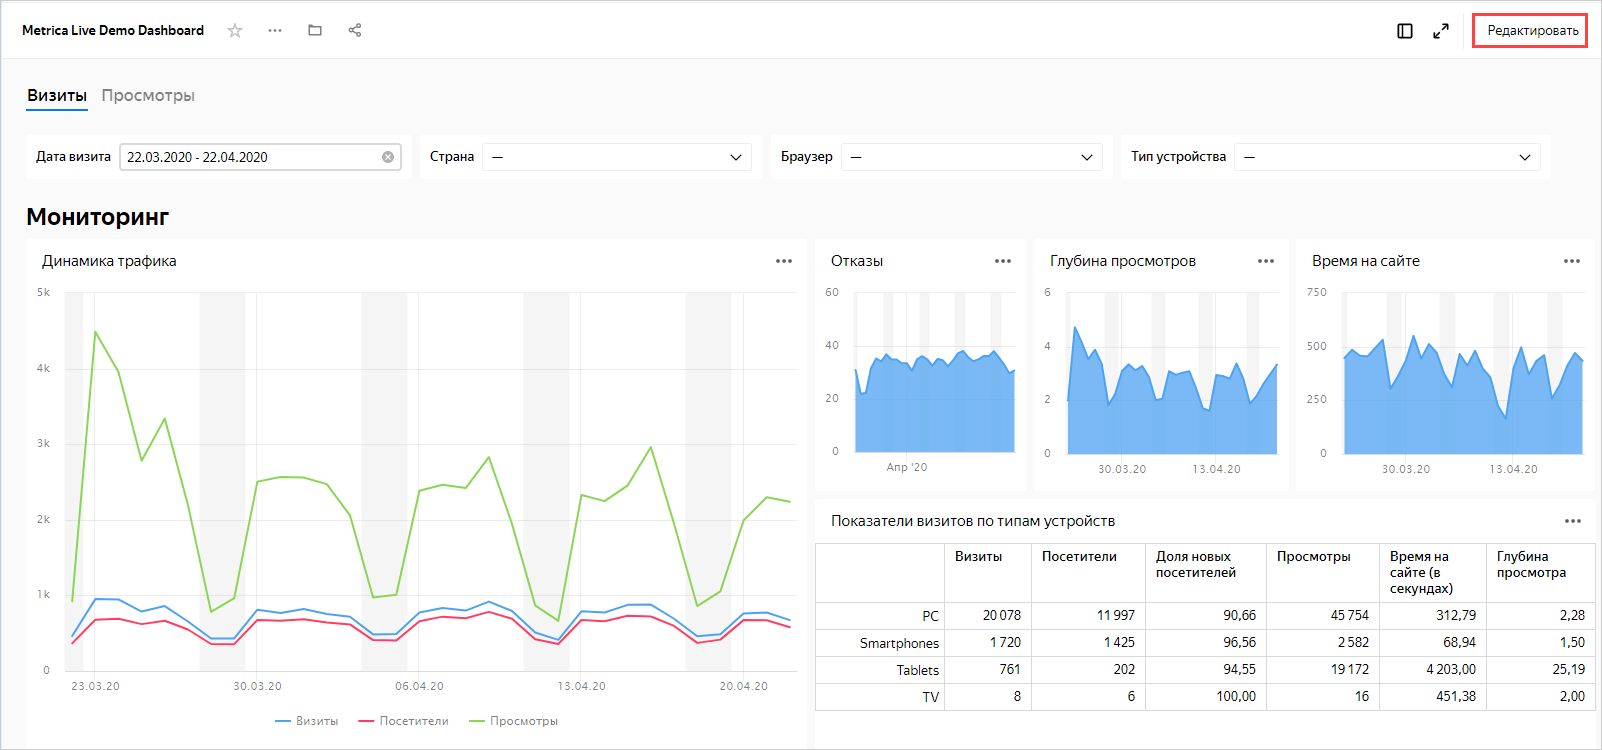 Metrica Live Demo Dashboard
Редактировать
Визиты Просмотры
Дата визита 22.03.2020 - 22.04.2020 Страна — Браузер — Тип устройства —
Мониторинг
Динамика трафика
5k
4k
3k
2k
1k
0
23.03.20 30.03.20 06.04.20 13.04.20 20.04.20
Визиты Посетители Просмотры
Отказы
60
40
20
0
Апр '20
Глубина просмотров
6
4
2
0
30.03.20 13.04.20
Время на сайте
750
500
250
0
30.03.20 13.04.20
Показатели визитов по типам устройств
Визиты Посетители Доля новых посетителей Просмотры Время на сайте (в секундах) Глубина просмотра
PC 20 078 11 997 90,66 45 754 312,79 2,28
Smartphones 1 720 1 425 96,56 2 582 68,94 1,50
Tablets 761 202 94,55 19 172 4 203,00 25,19
TV 8 6 100,00 16 451,38 2,00